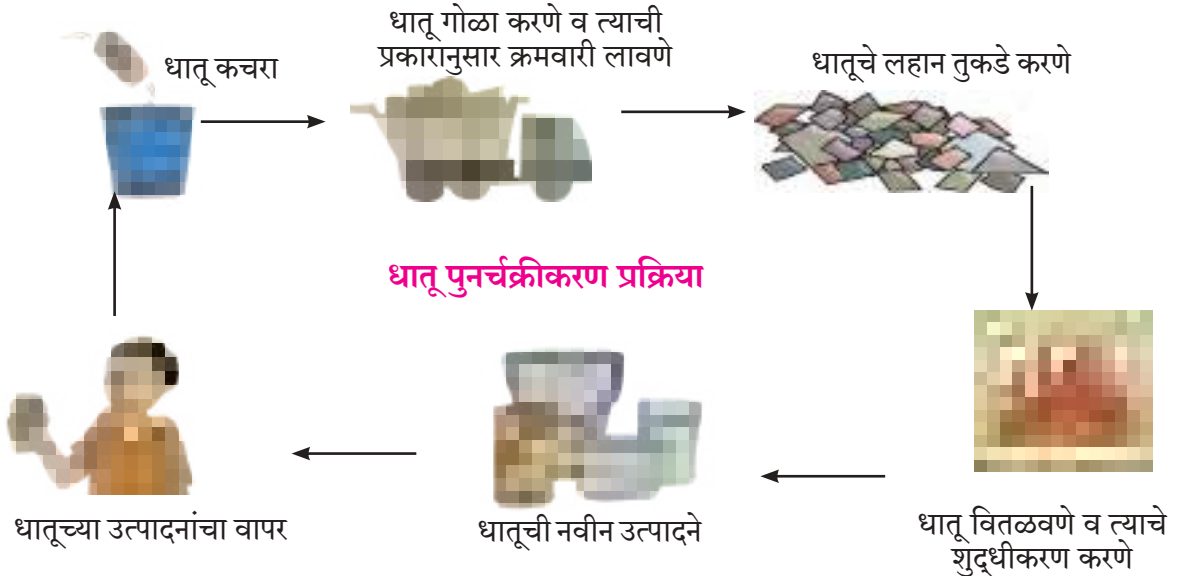 धातू कचरा
धातू गोळा करणे व त्याची
प्रकारानुसार क्रमवारी लावणे
धातूचे लहान तुकडे करणे
धातू पुनर्चक्रीकरण प्रक्रिया
धातूच्या उत्पादनांचा वापर
धातूची नवीन उत्पादने
धातू वितळवणे व त्याचे
शुद्धीकरण करणे